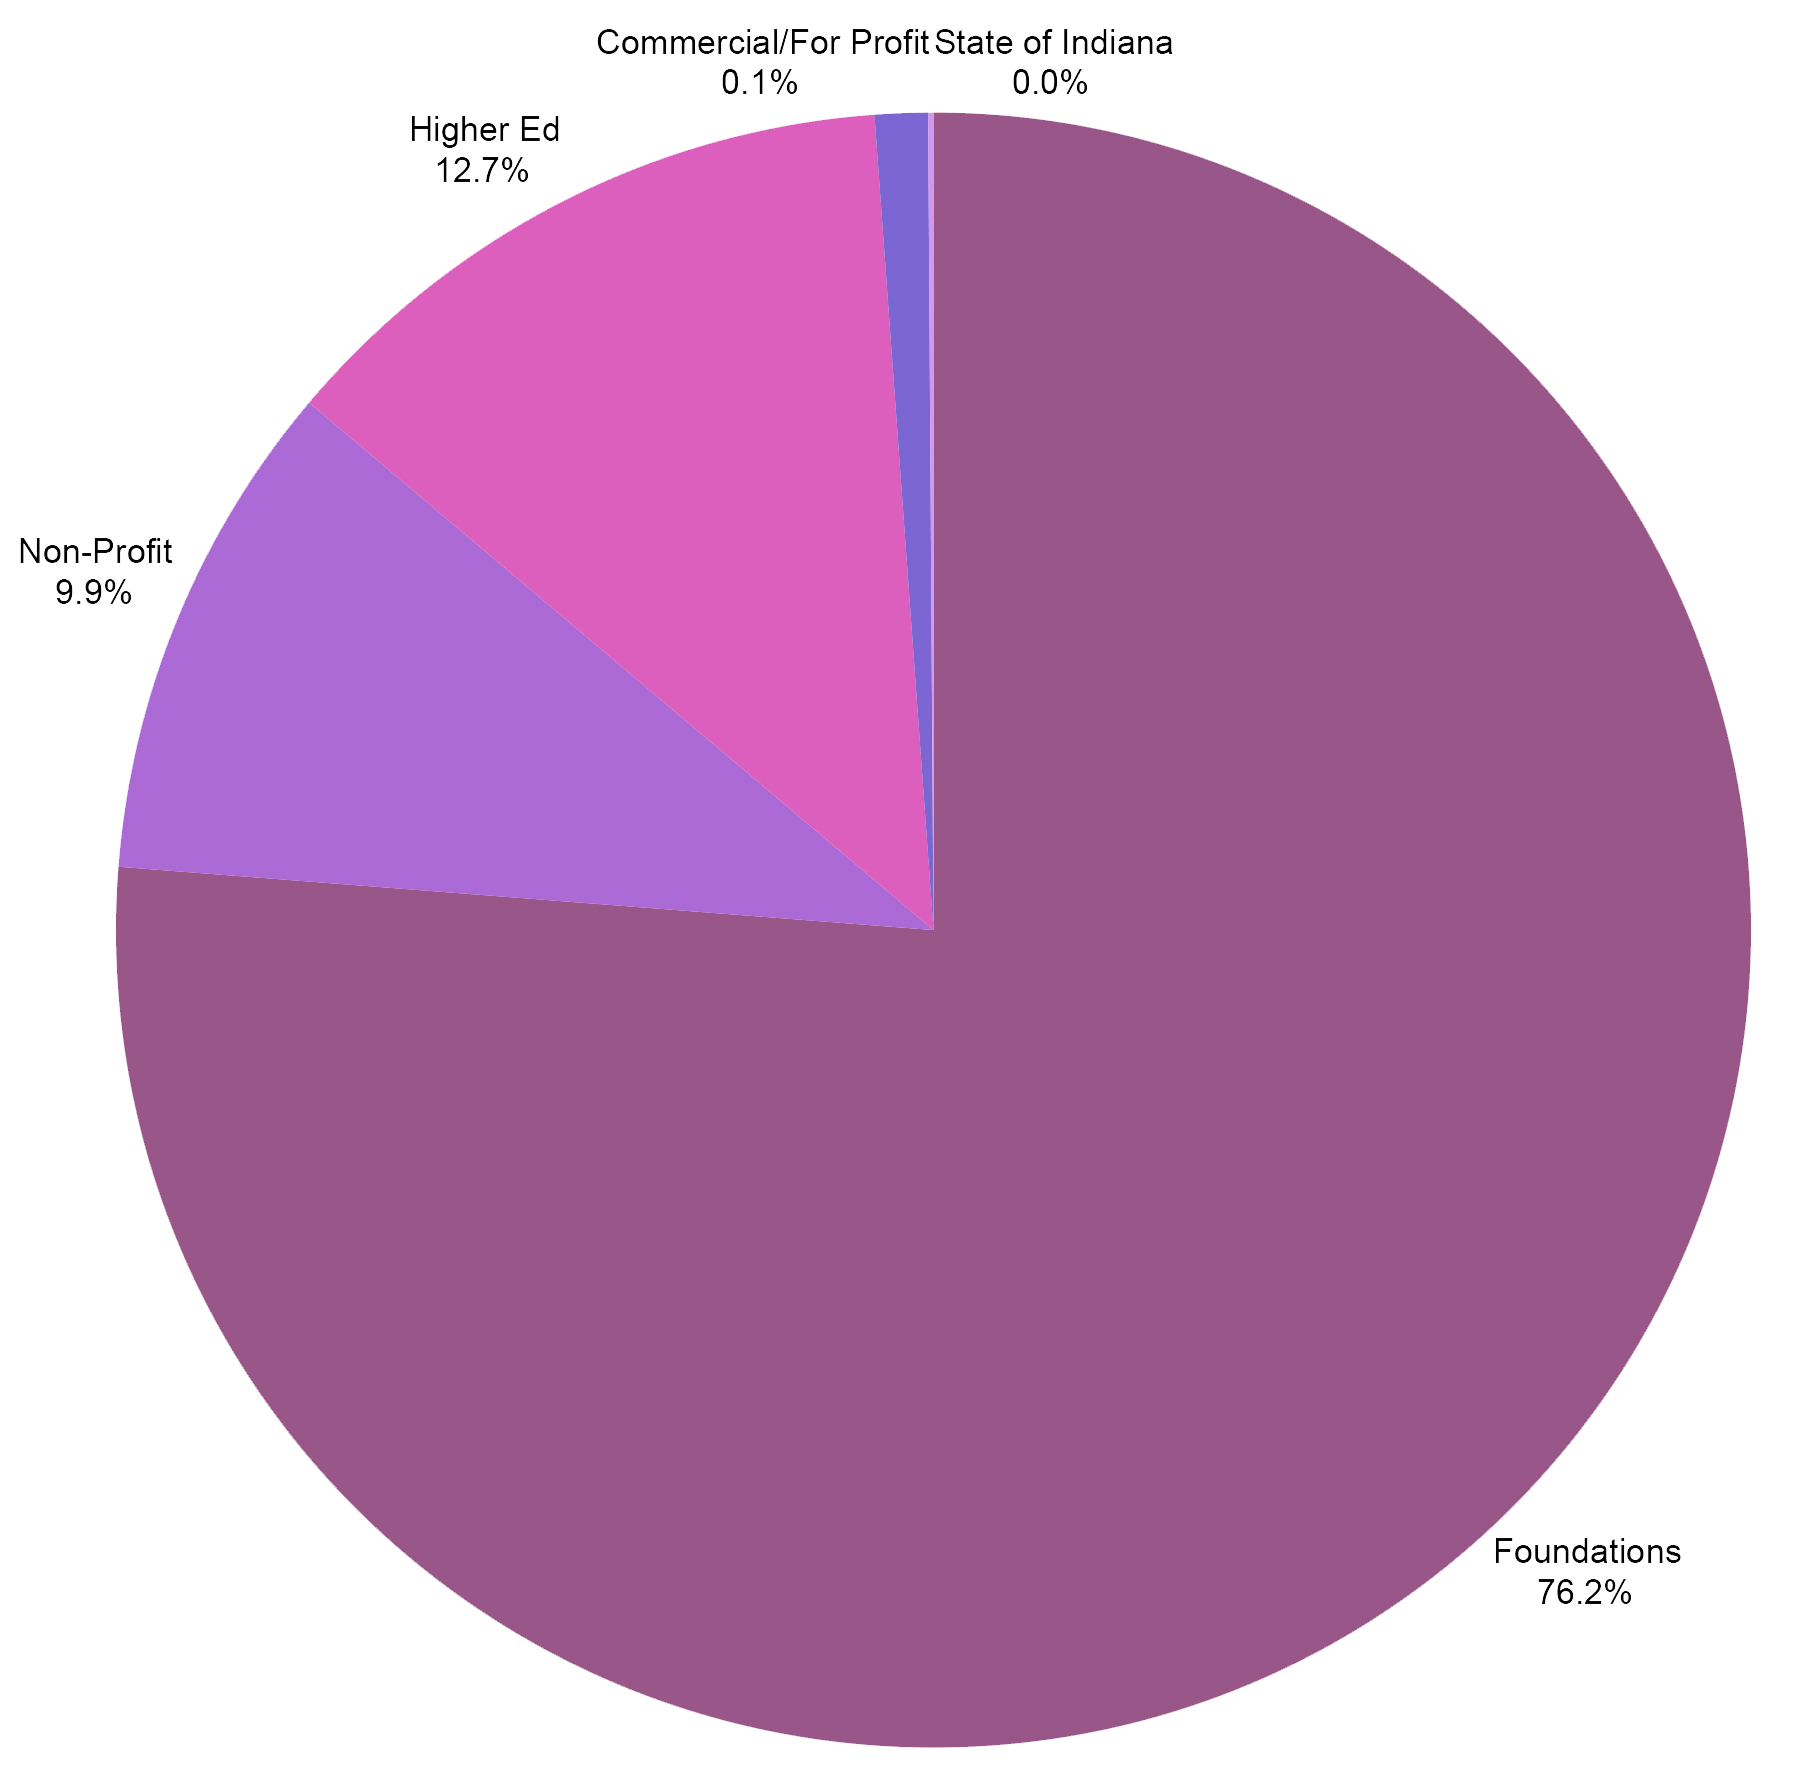 Commercial/For Profit
0.1%
State of Indiana
0.0%
Higher Ed
12.7%
Non-Profit
9.9%
Foundations
76.2%